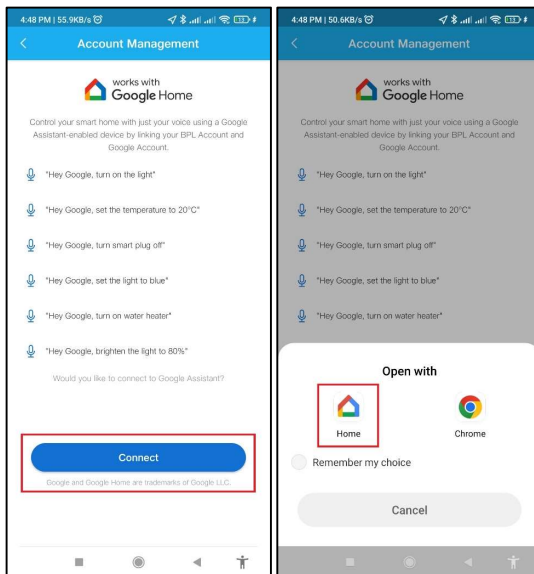 4:48 PM | 55.9KB/s
13
Account Management
works with
Google Home
Control your smart home with just your voice using a Google
Assistant-enabled device by linking your BPL Account and
Google Account.
"Hey Google, turn on the light"
"Hey Google, set the temperature to 20°C"
"Hey Google, turn smart plug off"
"Hey Google, set the light to blue"
"Hey Google, turn on water heater"
"Hey Google, brighten the light to 80%"
Would you like to connect to Google Assistant?
Connect
Google and Google Home are trademarks of Google LLC.
4:48 PM | 50.6KB/s
13
Account Management
works with
Google Home
Control your smart home with just your voice using a Google
Assistant-enabled device by linking your BPL Account and
Google Account.
"Hey Google, turn on the light"
"Hey Google, set the temperature to 20°C"
"Hey Google, turn smart plug off"
"Hey Google, set the light to blue"
"Hey Google, turn on water heater"
Open with
Home
Chrome
Remember my choice
Cancel